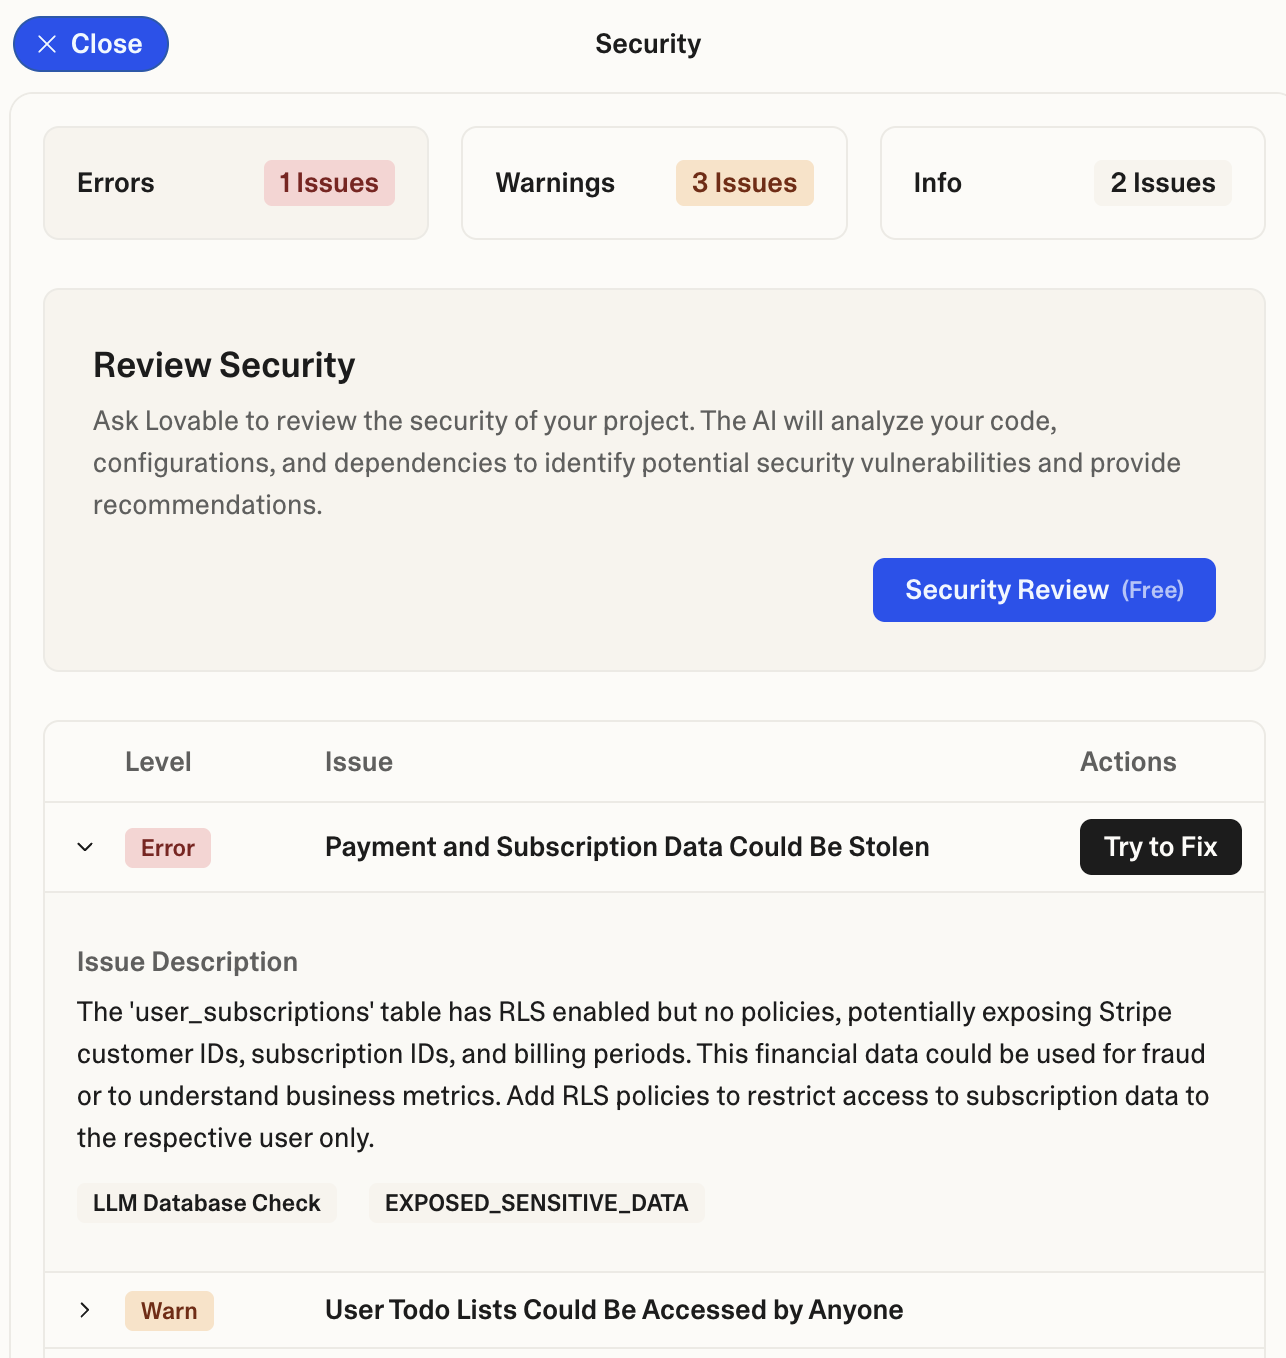 Close
Security
Errors
1 Issues
Warnings
3 Issues
Info
2 Issues
Review Security
Ask Lovable to review the security of your project. The AI will analyze your code,
configurations, and dependencies to identify potential security vulnerabilities and provide
recommendations.
Security Review (Free)
Level
Issue
Actions
Error
Payment and Subscription Data Could Be Stolen
Try to Fix
Issue Description
The 'user_subscriptions' table has RLS enabled but no policies, potentially exposing Stripe
customer IDs, subscription IDs, and billing periods. This financial data could be used for fraud
or to understand business metrics. Add RLS policies to restrict access to subscription data to
the respective user only.
LLM Database Check
EXPOSED_SENSITIVE_DATA
Warn
User Todo Lists Could Be Accessed by Anyone